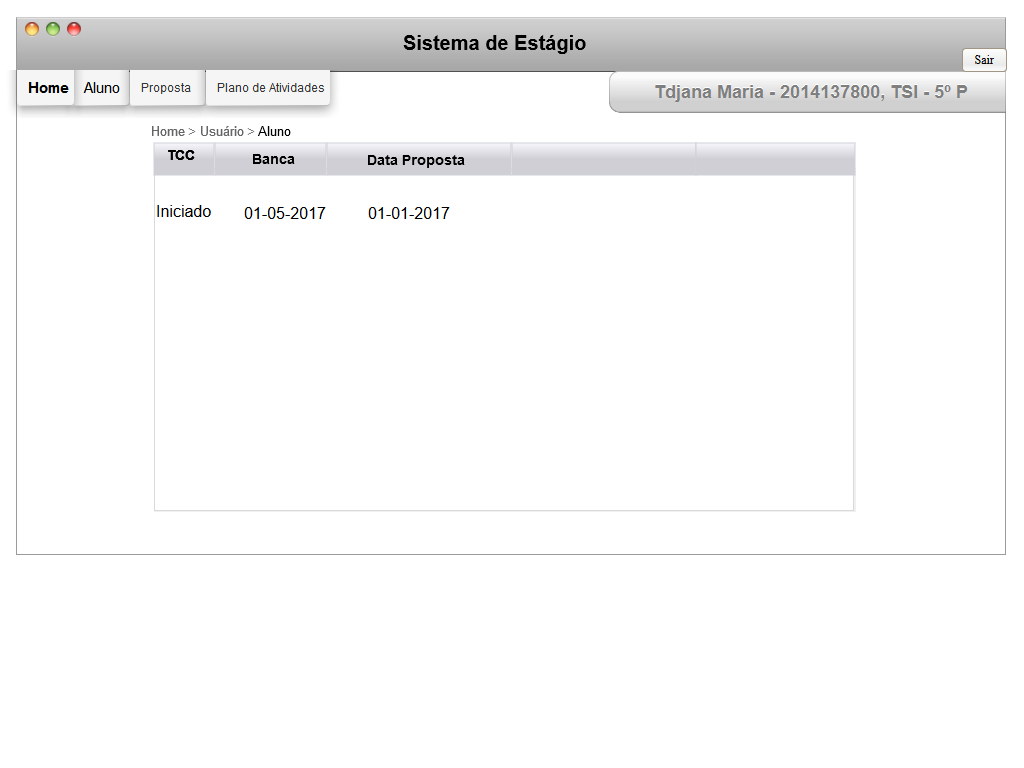 Sistema de Estágio
Sair
Home Aluno Proposta Plano de Atividades
Tdjana Maria - 2014137800, TSI - 5º P
Home > Usuário > Aluno
TCC Banca Data Proposta
Iniciado 01-05-2017 01-01-2017